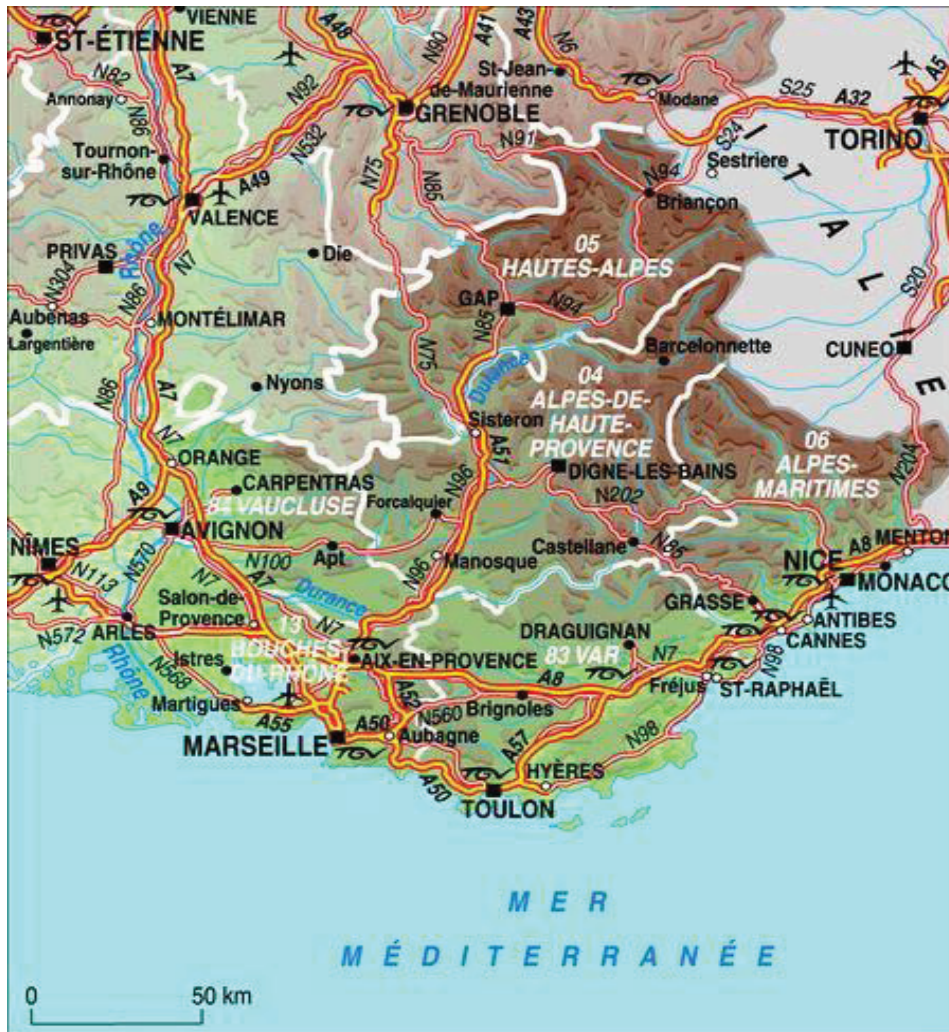 VIENNE
ST-ÉTIENNE
A48
N90
A41
A43
N6
A5
N82
A7
N92
St-Jean-
de-Maurienne
Modane
S25
A32
Annonay
N86
N532
GRENOBLE
TORINO
Tournon-
sur-Rhône
A49
N75
N91
S24
Sestriere
N94
Briançon
VALENCE
N86
ITALIE
PRIVAS
Rhône
N7
Die
05
HAUTES-ALPES
N304
N86
GAP
N94
S20
Aubenas
Largentière
MONTÉLIMAR
N85
N75
Barcelonnette
CUNEO
N86
A7
Nyons
Durance
04
ALPES-DE-
HAUTE-
PROVENCE
Sisteron
A51
N7
ORANGE
06
ALPES-
MARITIMES
N204
A9
CARPENTRAS
84 VAUCLUSE
Forcalquier
N96
DIGNE-LES-BAINS
N202
AVIGNON
NÎMES
N570
N100
Apt
Manosque
Castellane
N85
NICE
A8
MENTON
MONACO
N113
N7
A7
N96
Durance
GRASSE
Salon-de-
Provence
N7
ANTIBES
CANNES
N572
ARLES
13
BOUCHES
DU-RHÔNE
DRAGUIGNAN
83 VAR
N7
N98
Rhône
Istres
N568
AIX-EN-PROVENCE
A8
Fréjus
ST-RAPHAËL
Martigues
A55
A52
N560
Brignoles
MARSEILLE
A50
Aubagne
A57
N98
A50
HYÈRES
TOULON
MER
MÉDITERRANÉE
0 50 km